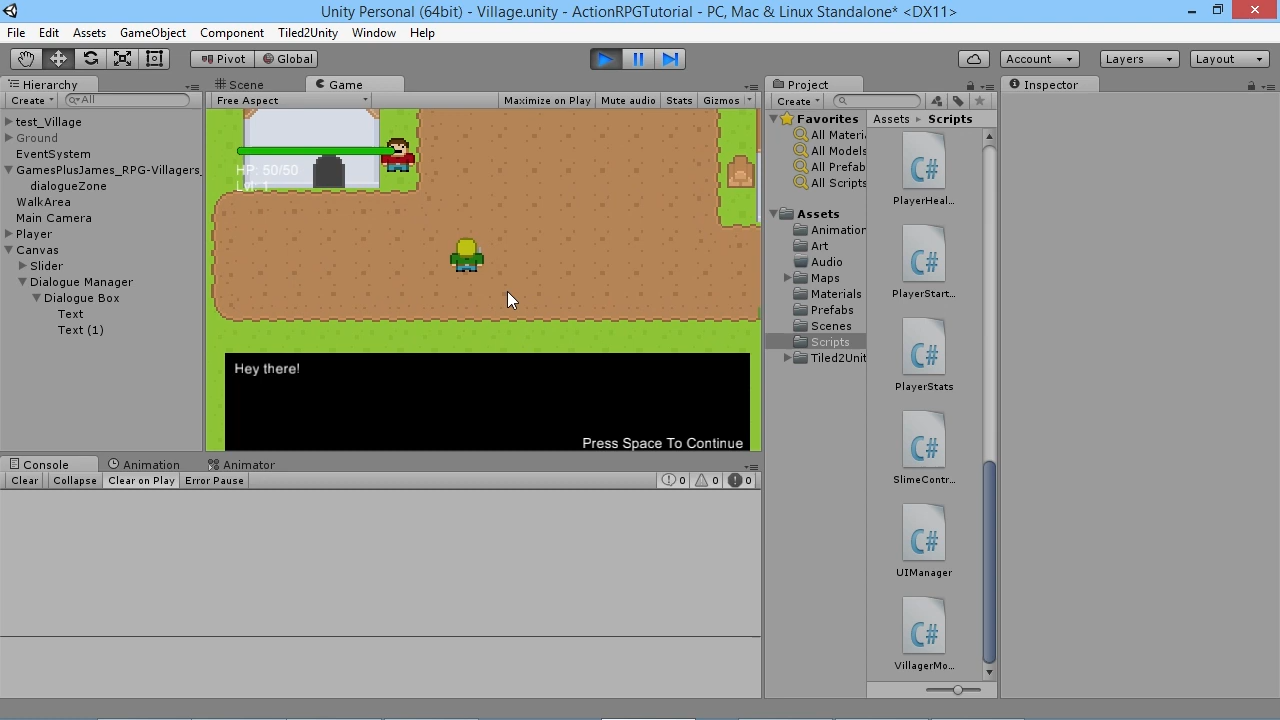 Unity Personal (64bit) - Village.unity - ActionRPGTutorial - PC, Mac & Linux Standalone* <DX11>
File Edit Assets GameObject Component Tiled2Unity Window Help
Pivot Global Account Layers Layout
Hierarchy
Create All
test_Village
Ground
EventSystem
GamesPlusJames_RPG-Villagers_
dialogueZone
WalkArea
Main Camera
Player
Canvas
Slider
Dialogue Manager
Dialogue Box
Text
Text (1)
Scene Game
Free Aspect Maximize on Play Mute audio Stats Gizmos
HP: 50/50
Lvl: 1
Hey there!
Press Space To Continue
Console Animation Animator
Clear Collapse Clear on Play Error Pause 0 0 0
Project
Create
Favorites
All Materi
All Models
All Prefab
All Scripts
Assets
Animation
Art
Audio
Maps
Materials
Prefabs
Scenes
Scripts
Tiled2Unit
Assets Scripts
C#
PlayerHeal...
C#
PlayerStart...
C#
PlayerStats
C#
SlimeContr...
C#
UIManager
C#
VillagerMo...
Inspector